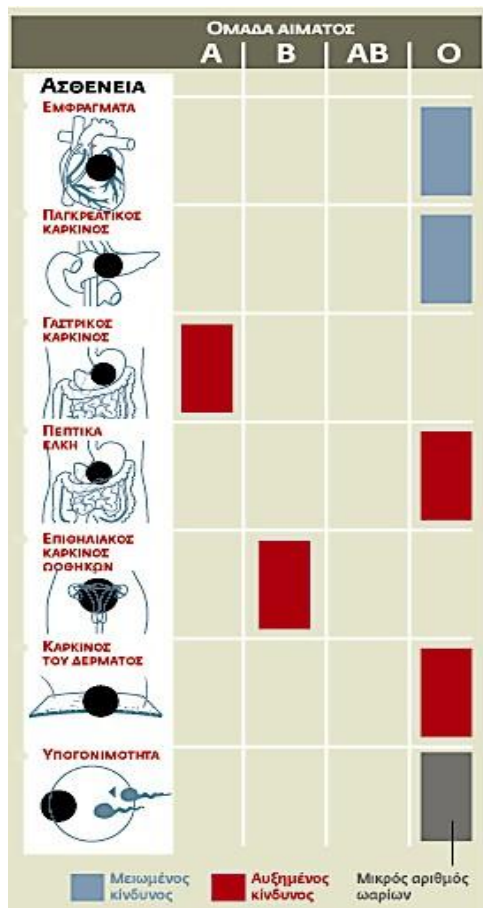 ΟΜΑΔΑ ΑΙΜΑΤΟΣ
Α Β ΑΒ Ο
ΑΣΘΕΝΕΙΑ
ΕΜΦΡΑΓΜΑΤΑ
ΠΑΓΚΡΕΑΤΙΚΟΣ
ΚΑΡΚΙΝΟΣ
ΓΑΣΤΡΙΚΟΣ
ΚΑΡΚΙΝΟΣ
ΠΕΠΤΙΚΑ
ΕΛΚΗ
ΕΠΙΘΗΛΙΑΚΟΣ
ΚΑΡΚΙΝΟΣ
ΩΟΘΗΚΩΝ
ΚΑΡΚΙΝΟΣ
ΤΟΥ ΔΕΡΜΑΤΟΣ
ΥΠΟΓΟΝΙΜΟΤΗΤΑ
Μειωμένος
κίνδυνος
Αυξημένος
κίνδυνος
Μικρός αριθμός
ωαρίων